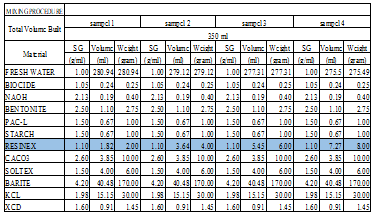 MIXING PROCEDURE
sampel 1 sampel 2 sampel 3 sampel 4
Total Volume Built
350 ml
Material SG Volume Weight SG Volume Weight SG Volume Weight SG Volume Weight
(g/ml) (ml) (gram) (g/ml) (ml) (gram) (g/ml) (ml) (gram) (g/ml) (ml) (gram)
FRESH WATER 1.00 280.94 280.94 1.00 279.12 279.12 1.00 277.31 277.31 1.00 275.5 275.49
BIOCIDE 1.05 0.24 0.25 1.05 0.24 0.25 1.05 0.24 0.25 1.05 0.24 0.25
NAOH 2.13 0.19 0.40 2.13 0.19 0.40 2.13 0.19 0.40 2.13 0.19 0.40
BENTONITE 2.50 1.10 2.75 2.50 1.10 2.75 2.50 1.10 2.75 2.50 1.10 2.75
PAC-L 1.50 0.67 1.00 1.50 0.67 1.00 1.50 0.67 1.00 1.50 0.67 1.00
STARCH 1.50 0.67 1.00 1.50 0.67 1.00 1.50 0.67 1.00 1.50 0.67 1.00
RESINEX 1.10 1.82 2.00 1.10 3.64 4.00 1.10 5.45 6.00 1.10 7.27 8.00
CACO3 2.60 3.85 10.00 2.60 3.85 10.00 2.60 3.85 10.00 2.60 3.85 10.00
SOLTEX 1.50 4.00 6.00 1.50 4.00 6.00 1.50 4.00 6.00 1.50 4.00 6.00
BARITE 4.20 40.48 170.00 4.20 40.48 170.00 4.20 40.48 170.00 4.20 40.48 170.00
KCL 1.98 15.15 30.00 1.98 15.15 30.00 1.98 15.15 30.00 1.98 15.15 30.00
XCD 1.60 0.91 1.45 1.60 0.91 1.45 1.60 0.91 1.45 1.60 0.91 1.45